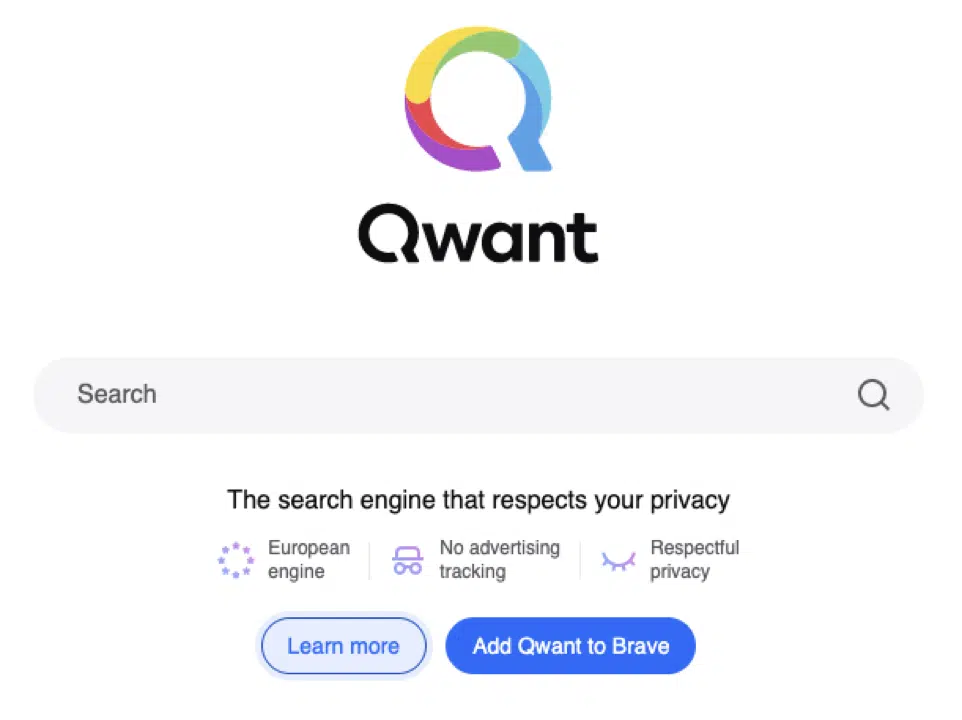 Qwant
Search
The search engine that respects your privacy
European
engine
No advertising
tracking
Respectful
privacy
Learn more
Add Qwant to Brave